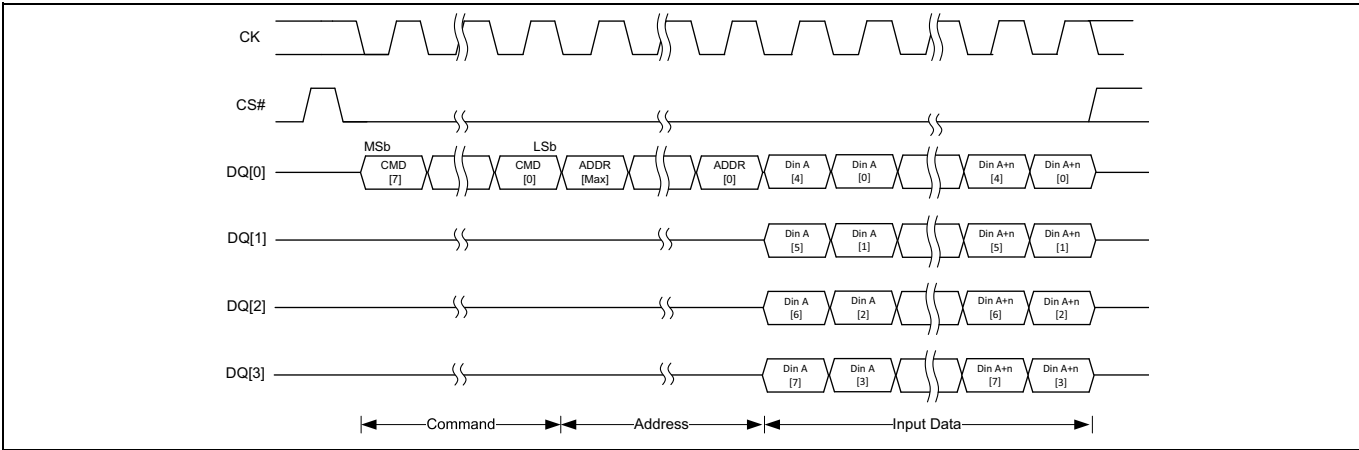 CK
CS#
MSb LSb
DQ[0] CMD [7] CMD [0] ADDR [Max] ADDR [0] Din A [4] Din A [0] Din A+n [4] Din A+n [0]
DQ[1] Din A [5] Din A [1] Din A+n [5] Din A+n [1]
DQ[2] Din A [6] Din A [2] Din A+n [6] Din A+n [2]
DQ[3] Din A [7] Din A [3] Din A+n [7] Din A+n [3]
Command Address Input Data